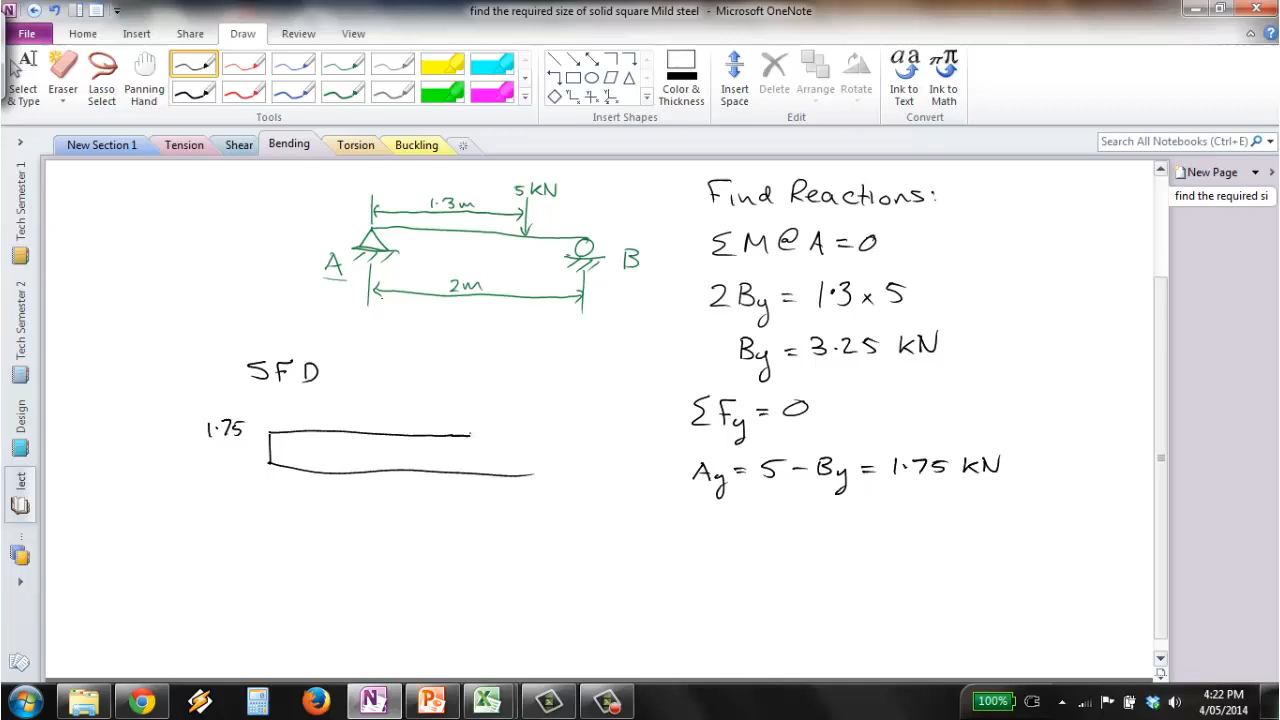 find the required size of solid square Mild steel - Microsoft OneNote
File Home Insert Share Draw Review View
Select & Type
Eraser
Lasso Select
Panning Hand
Color & Thickness
Insert Space
Delete
Arrange
Rotate
Ink to Text
Ink to Math
Tools
Insert Shapes
Edit
Convert
New Section 1
Tension
Shear
Bending
Torsion
Buckling
Search All Notebooks (Ctrl+E)
New Page
find the required si
Tech Semester 1
Tech Semester 2
Design
lect
5 KN
1.3m
A
B
2m
SFD
1.75
Find Reactions:
ΣM@A=0
2By = 1.3 x 5
By = 3.25 KN
ΣFy = 0
Ay = 5 - By = 1.75 KN
100%
4:22 PM
4/05/2014